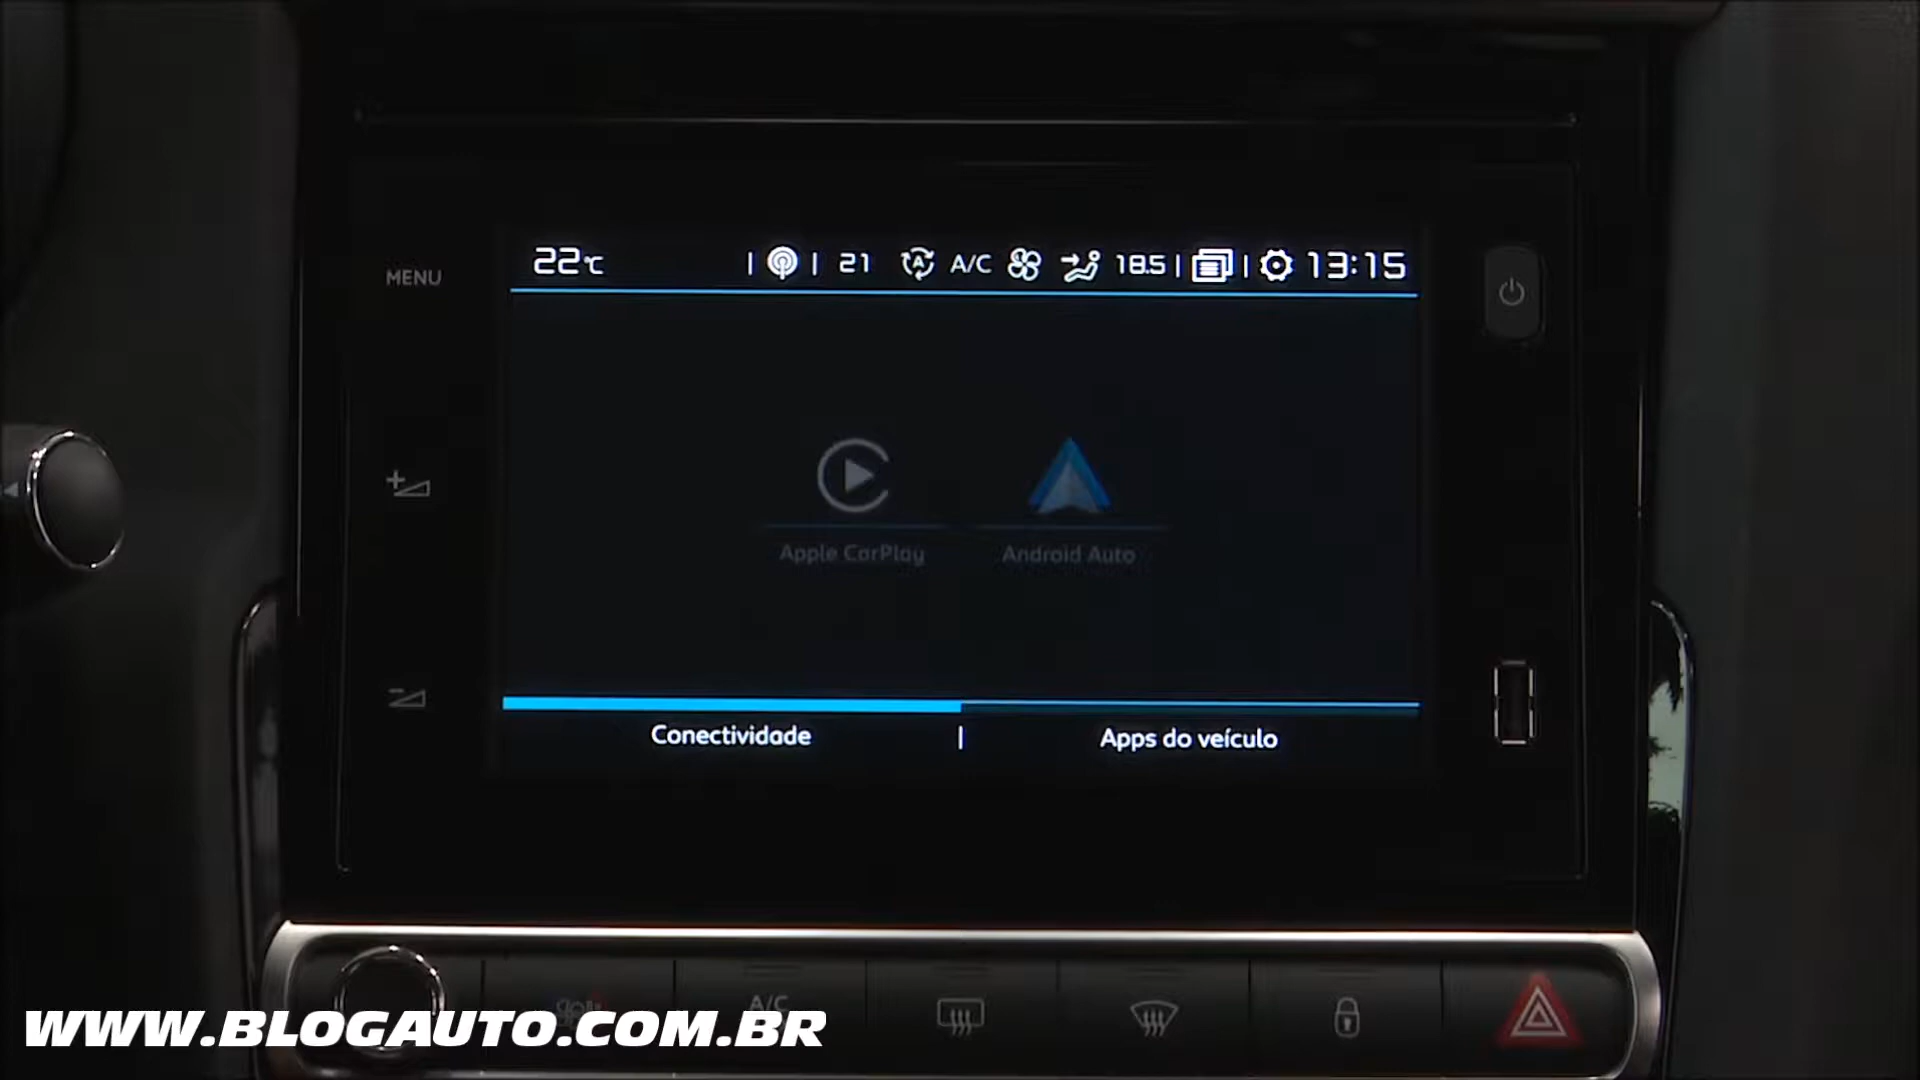 22°C | | 21 A/C 18.5 | | 13:15
MENU
Apple CarPlay Android Auto
Conectividade | Apps do veículo
A/C
WWW.BLOGAUTO.COM.BR